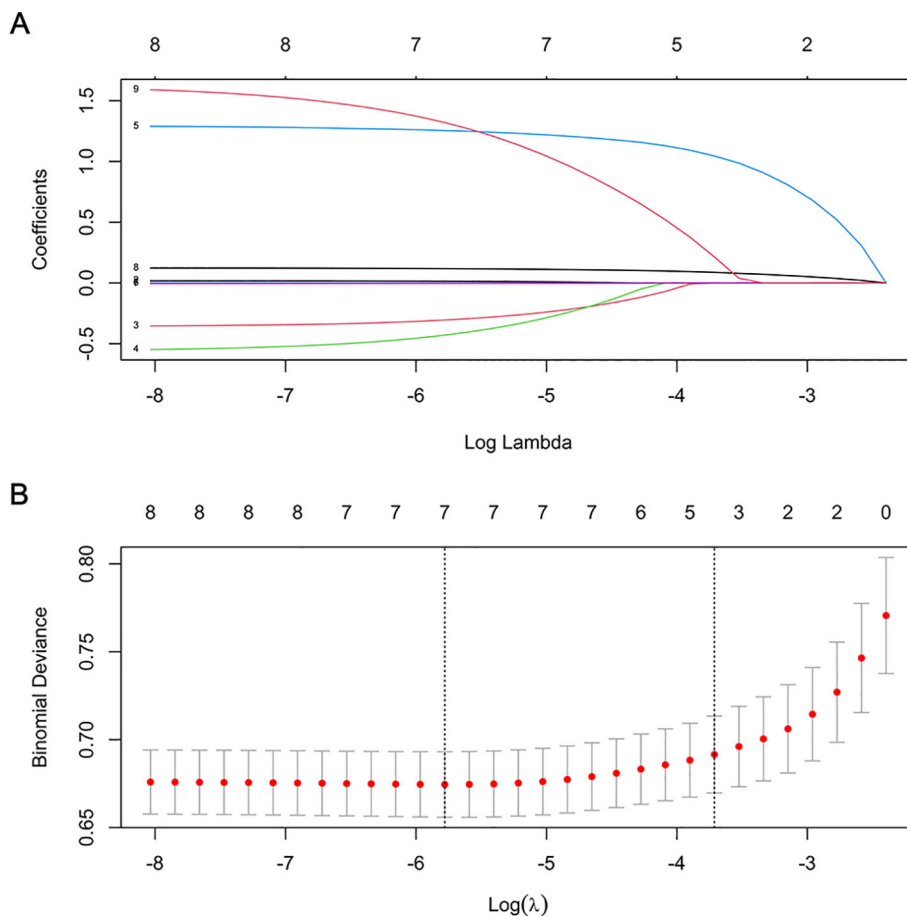 A
8 8 7 7 5 2
Coefficients
1.5
1.0
0.5
0.0
-0.5
9
5
8
3
4
-8 -7 -6 -5 -4 -3
Log Lambda
B
8 8 8 8 7 7 7 7 7 7 6 5 3 2 2 0
Binomial Deviance
0.80
0.75
0.70
0.65
-8 -7 -6 -5 -4 -3
Log(λ)